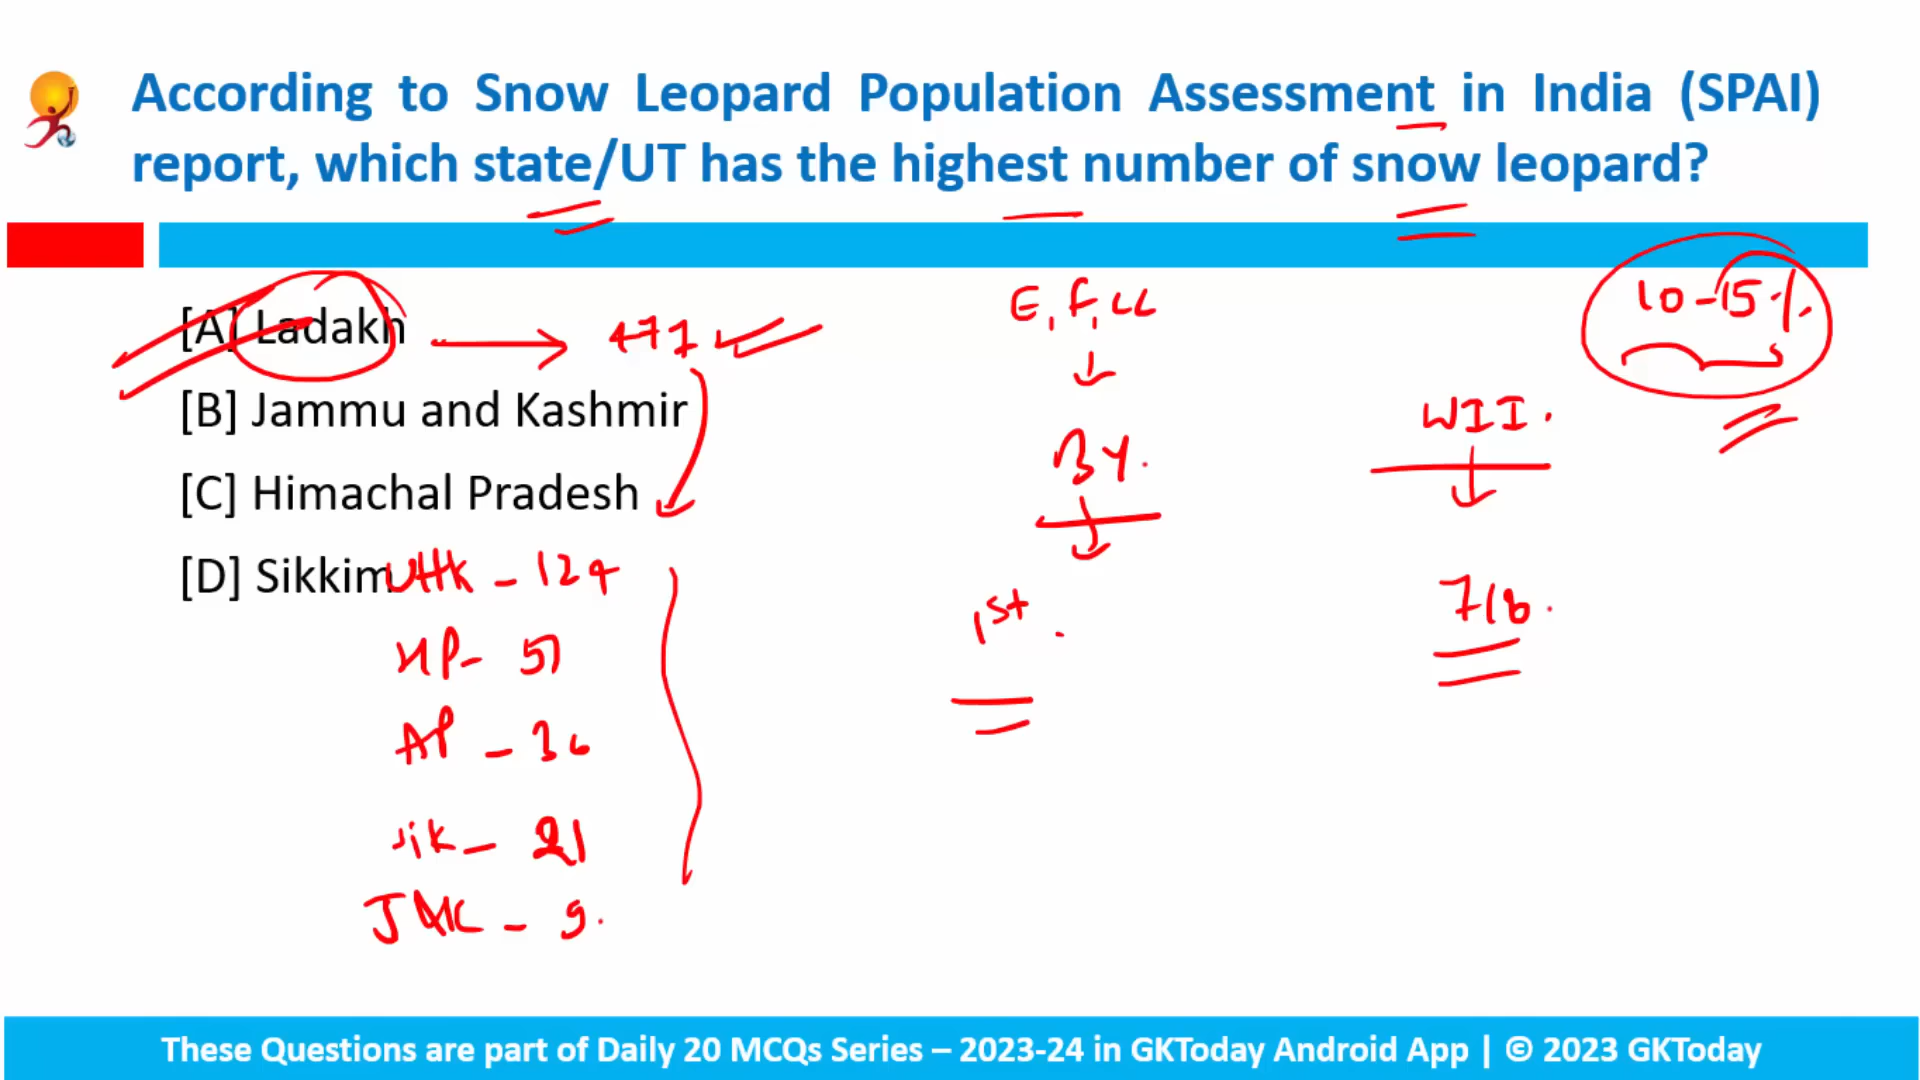 According to Snow Leopard Population Assessment in India (SPAI)
report, which state/UT has the highest number of snow leopard?
[A] Ladakh
477
[B] Jammu and Kashmir
[C] Himachal Pradesh
[D] Sikkim
Uttk - 124
HP - 51
AP - 36
Sik - 21
J&K - 9.
E, F, CC
BY.
1st.
10-15%
WII.
718.
These Questions are part of Daily 20 MCQs Series – 2023-24 in GKToday Android App | © 2023 GKToday